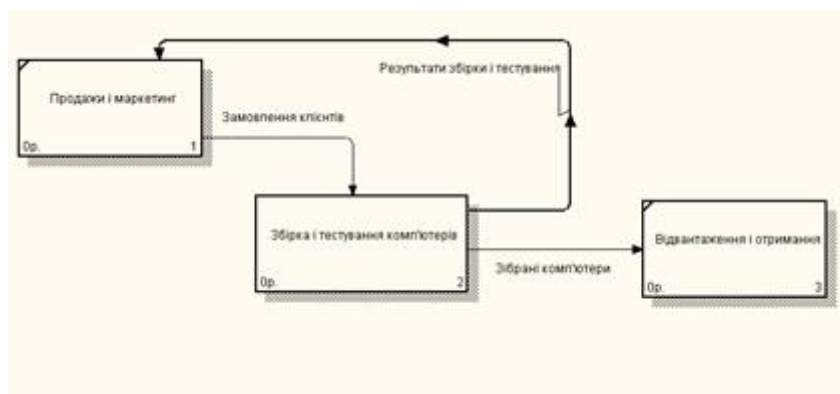 Результати збірки і тестування
Продажи і маркетинг
Замовлення клієнтів
0р.
1
Збірка і тестування комп'ютерів
Відвантаження і отримання
Зібрані комп'ютери
0р.
2
0р.
3